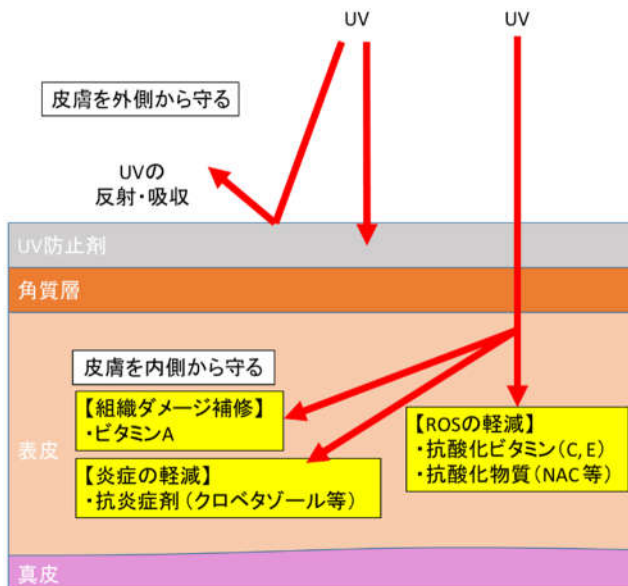 UV
UV
皮膚を外側から守る
UVの
反射・吸収
UV防止剤
角質層
皮膚を内側から守る
【組織ダメージ補修】
・ビタミンA
【ROSの軽減】
・抗酸化ビタミン（C, E）
・抗酸化物質（NAC 等）
表皮
【炎症の軽減】
・抗炎症剤（クロベタゾール等）
真皮